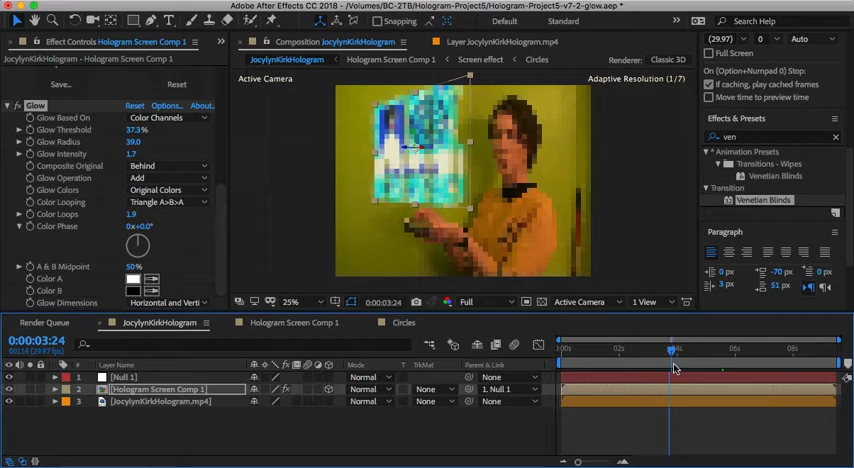 Adobe After Effects CC 2018 - /Volumes/BC-2TB/Hologram-Project5/Hologram-Project5-v7-2-glow.aep *
Snapping
Default
Standard
Search Help
Effect Controls Hologram Screen Comp 1
Composition JocylynKirkHologram
Layer JocylynKirkHologram.mp4
(29.97)
0
Auto
JocylynKirkHologram • Hologram Screen Comp 1
JocylynKirkHologram
Hologram Screen Comp 1
Screen effect
Circles
Renderer:
Classic 3D
Full Screen
Save...
Reset
Active Camera
Adaptive Resolution (1/7)
On (Option+Numpad 0) Stop:
If caching, play cached frames
Move to preview time
fx Glow
Reset
Options...
About...
Glow Based On
Color Channels
Glow Threshold
37.3%
Glow Radius
39.0
Glow Intensity
1.7
Composite Original
Behind
Glow Operation
Add
Glow Colors
Original Colors
Color Looping
Triangle A>B>A
Color Loops
1.9
Color Phase
0x+0.0°
A & B Midpoint
50%
Color A
Color B
Glow Dimensions
Horizontal and Verti
Effects & Presets
ven
* Animation Presets
Transitions - Wipes
Venetian Blinds
Transition
Venetian Blinds
Paragraph
0 px
-70 px
0 px
3 px
51 px
25%
0:00:03:24
Full
Active Camera
1 View
Render Queue
JocylynKirkHologram
Hologram Screen Comp 1
Circles
0:00:03:24
00114 (29.97 fps)
:00s
02s
04s
06s
08s
#
Layer Name
Mode
T
TrkMat
Parent & Link
1
[Null 1]
Normal
None
2
[Hologram Screen Comp 1]
fx
Normal
None
1. Null 1
3
[JocylynKirkHologram.mp4]
Normal
None
None